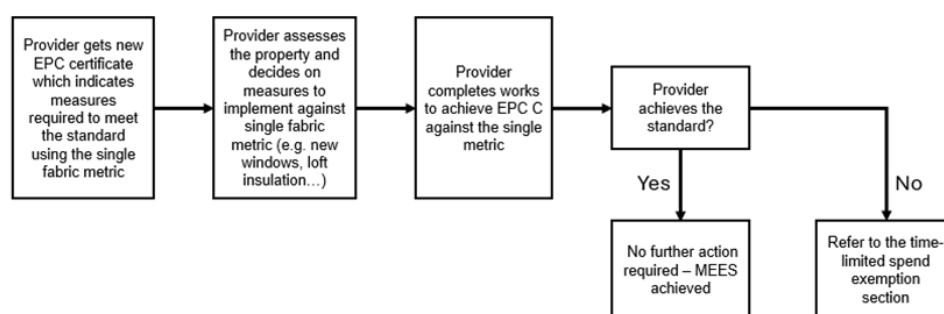 Provider gets new
EPC certificate
which indicates
measures
required to meet
the standard
using the single
fabric metric
Provider assesses
the property and
decides on
measures to
implement against
single fabric
metric (e.g. new
windows, loft
insulation…)
Provider
completes works
to achieve EPC C
against the single
metric
Provider
achieves the
standard?
Yes
No
No further action
required – MEES
achieved
Refer to the time-
limited spend
exemption
section